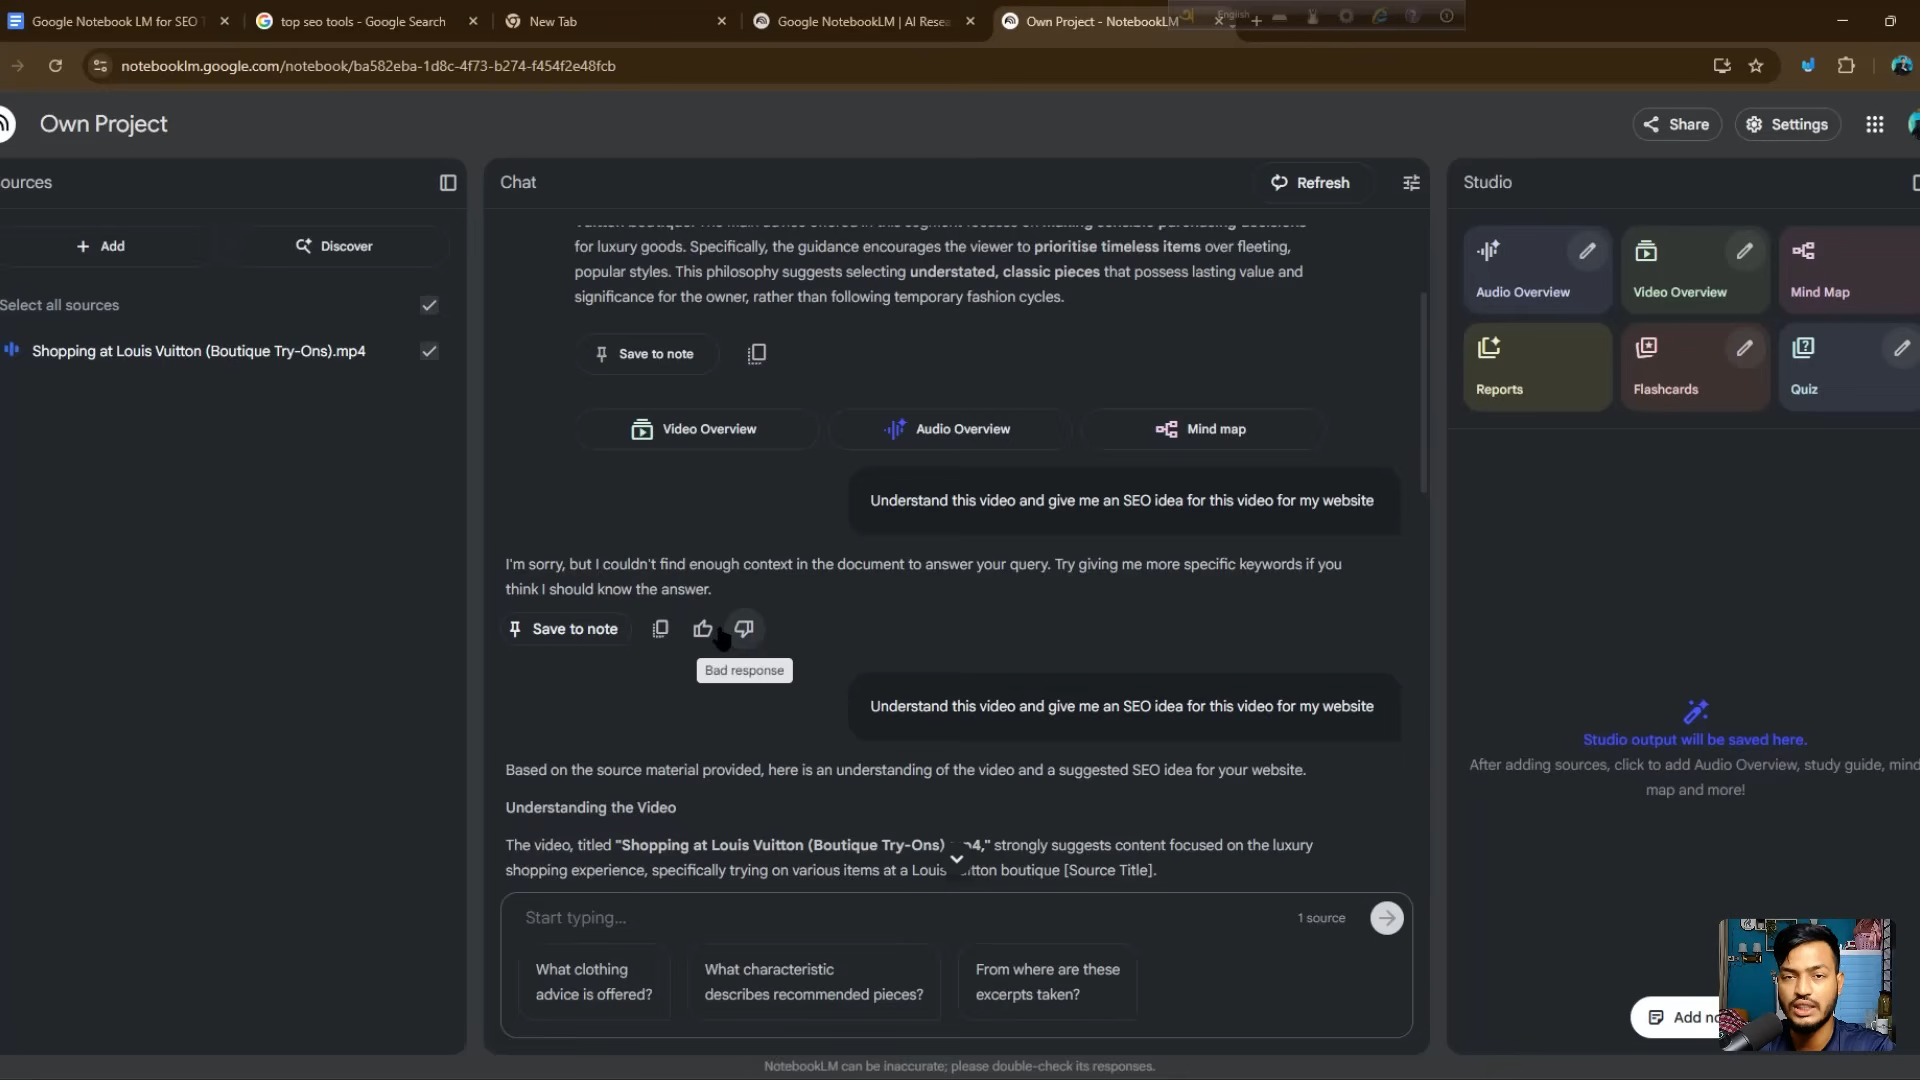 Google Notebook LM for SEO
top seo tools - Google Search
New Tab
Google NotebookLM | AI Resea
Own Project - NotebookLM
English
notebooklm.google.com/notebook/ba582eba-1d8c-4f73-b274-f454f2e48fcb
Own Project
Share
Settings
ources
Add
Discover
Select all sources
Shopping at Louis Vuitton (Boutique Try-Ons).mp4
Chat
Refresh
for luxury goods. Specifically, the guidance encourages the viewer to prioritise timeless items over fleeting,
popular styles. This philosophy suggests selecting understated, classic pieces that possess lasting value and
significance for the owner, rather than following temporary fashion cycles.
Save to note
Video Overview
Audio Overview
Mind map
Understand this video and give me an SEO idea for this video for my website
I'm sorry, but I couldn't find enough context in the document to answer your query. Try giving me more specific keywords if you
think I should know the answer.
Save to note
Bad response
Understand this video and give me an SEO idea for this video for my website
Based on the source material provided, here is an understanding of the video and a suggested SEO idea for your website.
Understanding the Video
The video, titled "Shopping at Louis Vuitton (Boutique Try-Ons) p4," strongly suggests content focused on the luxury
shopping experience, specifically trying on various items at a Louis itton boutique [Source Title].
Start typing...
1 source
What clothing
advice is offered?
What characteristic
describes recommended pieces?
From where are these
excerpts taken?
NotebookLM can be inaccurate; please double-check its responses.
Studio
Audio Overview
Video Overview
Mind Map
Reports
Flashcards
Quiz
Studio output will be saved here.
After adding sources, click to add Audio Overview, study guide, mind
map and more!
Add no